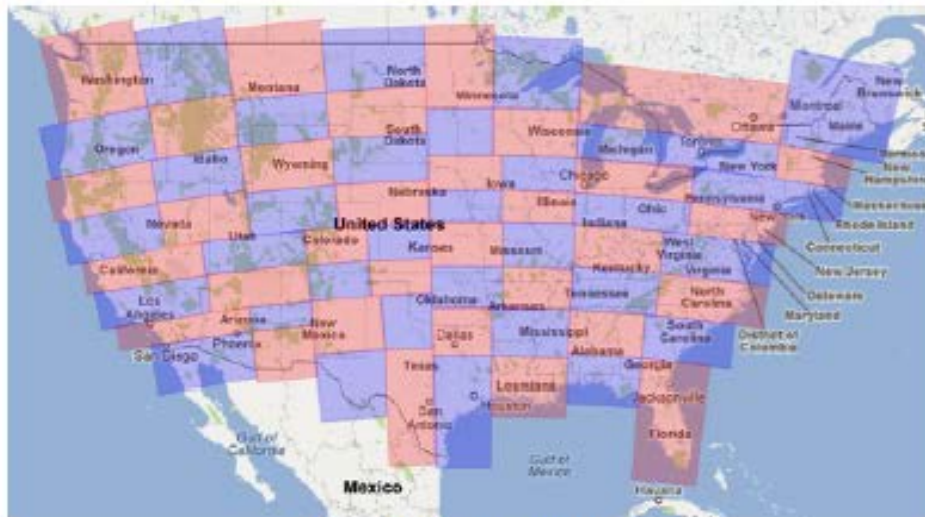 Washington
Montana
North
Dakota
Minnesota
New
Brunswick
Montreal
Ottawa
Maine
Oregon
Idaho
South
Dakota
Wisconsin
Michigan
Toronto
Vermont
New York
New
Hampshire
Wyoming
Nebraska
Iowa
Chicago
Massachuse
Rhode Island
Nevada
Utah
United States
Colorado
Kansas
Missouri
Illinois
Indiana
Ohio
Pennsylvania
New
Connecticut
California
West
Virginia
Virginia
Kentucky
New Jersey
Delaware
Maryland
Los
Angeles
Arizona
Phoenix
New
Mexico
Oklahoma
Arkansas
Tennessee
North
Carolina
San Diego
Dallas
Mississippi
Alabama
South
Carolina
District of
Columbia
Texas
Louisiana
Georgia
San
Antonio
Houston
Jacksonville
Florida
Gulf of
California
Gulf of
Mexico
Mexico
Havana